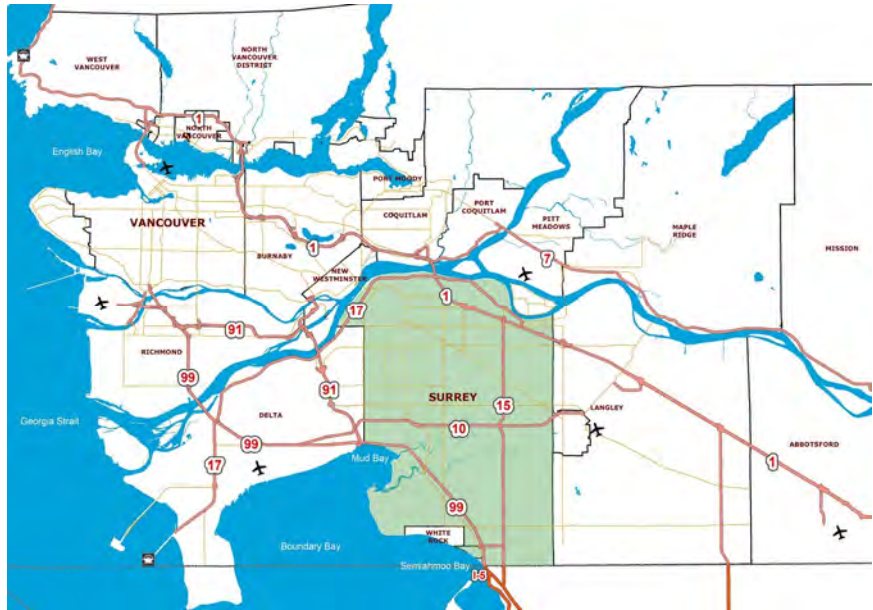 WEST
VANCOUVER
NORTH
VANCOUVER
DISTRICT
1
NORTH
VANCOUVER
English Bay
PORT MOODY
COQUITLAM
PORT
COQUITLAM
PITT
MEADOWS
MAPLE
RIDGE
MISSION
VANCOUVER
BURNABY
1
NEW
WESTMINSTER
7
17
1
91
RICHMOND
99
91
DELTA
SURREY
15
LANGLEY
Georgia Strait
10
99
ABBOTSFORD
17
Mud Bay
1
99
WHITE
ROCK
Boundary Bay
Semiahmoo Bay
I-5